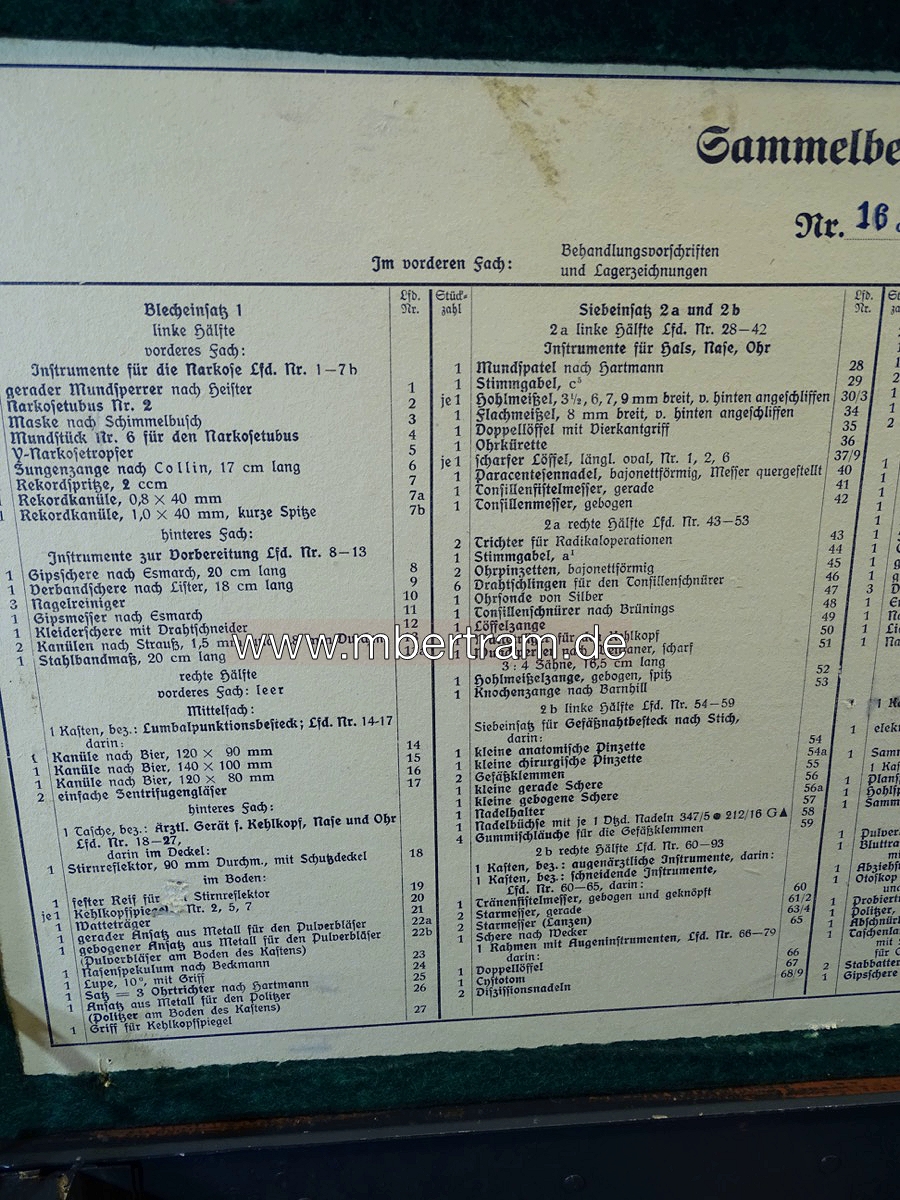 Sammelbe
Nr. 16
Im vorderen Fach:
Behandlungsvorschriften
und Lagerzeichnungen
Blecheinsatz 1
linke Hälfte
vorderes Fach:
Instrumente für die Narkose Lfd. Nr. 1–7b
Lfd. Nr.
gerader Mundsperrer nach Heister 1
Narkosetubus Nr. 2 2
Maske nach Schimmelbusch 3
Mundstück Nr. 6 für den Narkosetubus 4
V-Narkosetropfer 5
Zungenzange nach Collin, 17 cm lang 6
Rekordspritze, 2 ccm 7
Rekordkanüle, 0,8 × 40 mm 7a
Rekordkanüle, 1,0 × 40 mm, kurze Spitze 7b
hinteres Fach:
Instrumente zur Vorbereitung Lfd. Nr. 8–13
1 Gipsschere nach Esmarch, 20 cm lang 8
1 Verbandschere nach Lister, 18 cm lang 9
3 Nagelreiniger 10
1 Gipsmesser nach Esmarch 11
1 Kleiderschere mit Drahtschneider 12
2 Kanülen nach Strauß, 1,5 mm
1 Stahlbandmaß, 20 cm lang
rechte Hälfte
vorderes Fach: leer
Mittelfach:
1 Kasten, bez.: Lumbalpunktionsbesteck; Lfd. Nr. 14-17
darin:
1 Kanüle nach Bier, 120 × 90 mm 14
1 Kanüle nach Bier, 140 × 100 mm 15
1 Kanüle nach Bier, 120 × 80 mm 16
2 einfache Zentrifugengläser 17
hinteres Fach:
1 Tasche, bez.: Ärztl. Gerät f. Kehlkopf, Nase und Ohr
Lfd. Nr. 18–27,
darin im Deckel:
1 Stirnreflektor, 90 mm Durchm., mit Schutzdeckel 18
im Boden:
1 fester Reif für Stirnreflektor 19
je 1 Kehlkopfspiegel Nr. 2, 5, 7 20
1 Watteträger 21
1 gerader Ansatz aus Metall für den Pulverbläser 22a
1 gebogener Ansatz aus Metall für den Pulverbläser 22b
(Pulverbläser am Boden des Kastens)
1 Nasenspekulum nach Beckmann 23
1 Lupe, 10", mit Griff 24
1 Satz = 3 Ohrtrichter nach Hartmann 25
1 Ansatz aus Metall für den Politzer 26
(Politzer am Boden des Kastens)
1 Griff für Kehlkopfspiegel 27
Stück-
zahl
Siebeinsatz 2a und 2b
2a linke Hälfte Lfd. Nr. 28–42
Instrumente für Hals, Nase, Ohr
Lfd. Nr.
1 Mundspatel nach Hartmann 28
1 Stimmgabel, c⁵ 29
je 1 Hohlmeißel, 3½, 6, 7, 9 mm breit, v. hinten angeschliffen 30/3
1 Flachmeißel, 8 mm breit, v. hinten angeschliffen 34
1 Doppellöffel mit Vierkantgriff 35
1 Ohrkürette 36
je 1 scharfer Löffel, längl. oval, Nr. 1, 2, 6 37/9
1 Paracentesennadel, bajonettförmig, Messer quergestellt 40
1 Tonsillenfistelmesser, gerade 41
1 Tonsillenmesser, gebogen 42
2a rechte Hälfte Lfd. Nr. 43–53
2 Trichter für Radikaloperationen 43
1 Stimmgabel, a¹ 44
2 Ohrpinzetten, bajonettförmig 45
6 Drahtschlingen für den Tonsillenschnürer 46
1 Ohrsonde von Silber 47
1 Tonsillenschnürer nach Brünings 48
1 Löffelzange 49
für Kehlkopf 50
scharf 51
3 : 4 Zähne, 16,5 cm lang
1 Hohlmeißelzange, gebogen, spitz 52
1 Knochenzange nach Barnhill 53
2b linke Hälfte Lfd. Nr. 54–59
Siebeinsatz für Gefäßnahtbesteck nach Stich,
darin:
1 kleine anatomische Pinzette 54
1 kleine chirurgische Pinzette 54a
2 Gefäßklemmen 55
1 kleine gerade Schere 56
1 kleine gebogene Schere 56a
1 Nadelhalter 57
1 Nadelbüchse mit je 1 Dtzd. Nadeln 347/5 ● 212/16 G▲ 58
4 Gummischläuche für die Gefäßklemmen 59
2b rechte Hälfte Lfd. Nr. 60–93
1 Kasten, bez.: augenärztliche Instrumente, darin:
1 Kasten, bez.: schneidende Instrumente,
Lfd. Nr. 60–65, darin:
1 Tränenfistelmesser, gebogen und geknöpft 60
2 Starmesser, gerade 61/2
2 Starmesser (Lanzen) 63/4
1 Schere nach Wecker 65
1 Rahmen mit Augeninstrumenten, Lfd. Nr. 66–79
darin:
1 Doppellöffel 66
1 Cystotom 67
2 Diszissionsnadeln 68/9
www.mbertram.de